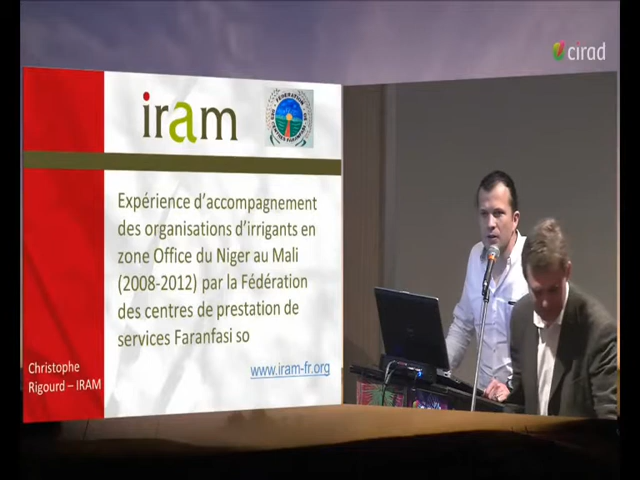 cirad
iram
Expérience d'accompagnement
des organisations d'irrigants en
zone Office du Niger au Mali
(2008-2012) par la Fédération
des centres de prestation de
services Faranfasi so
Christophe
Rigourd – IRAM
www.iram-fr.org